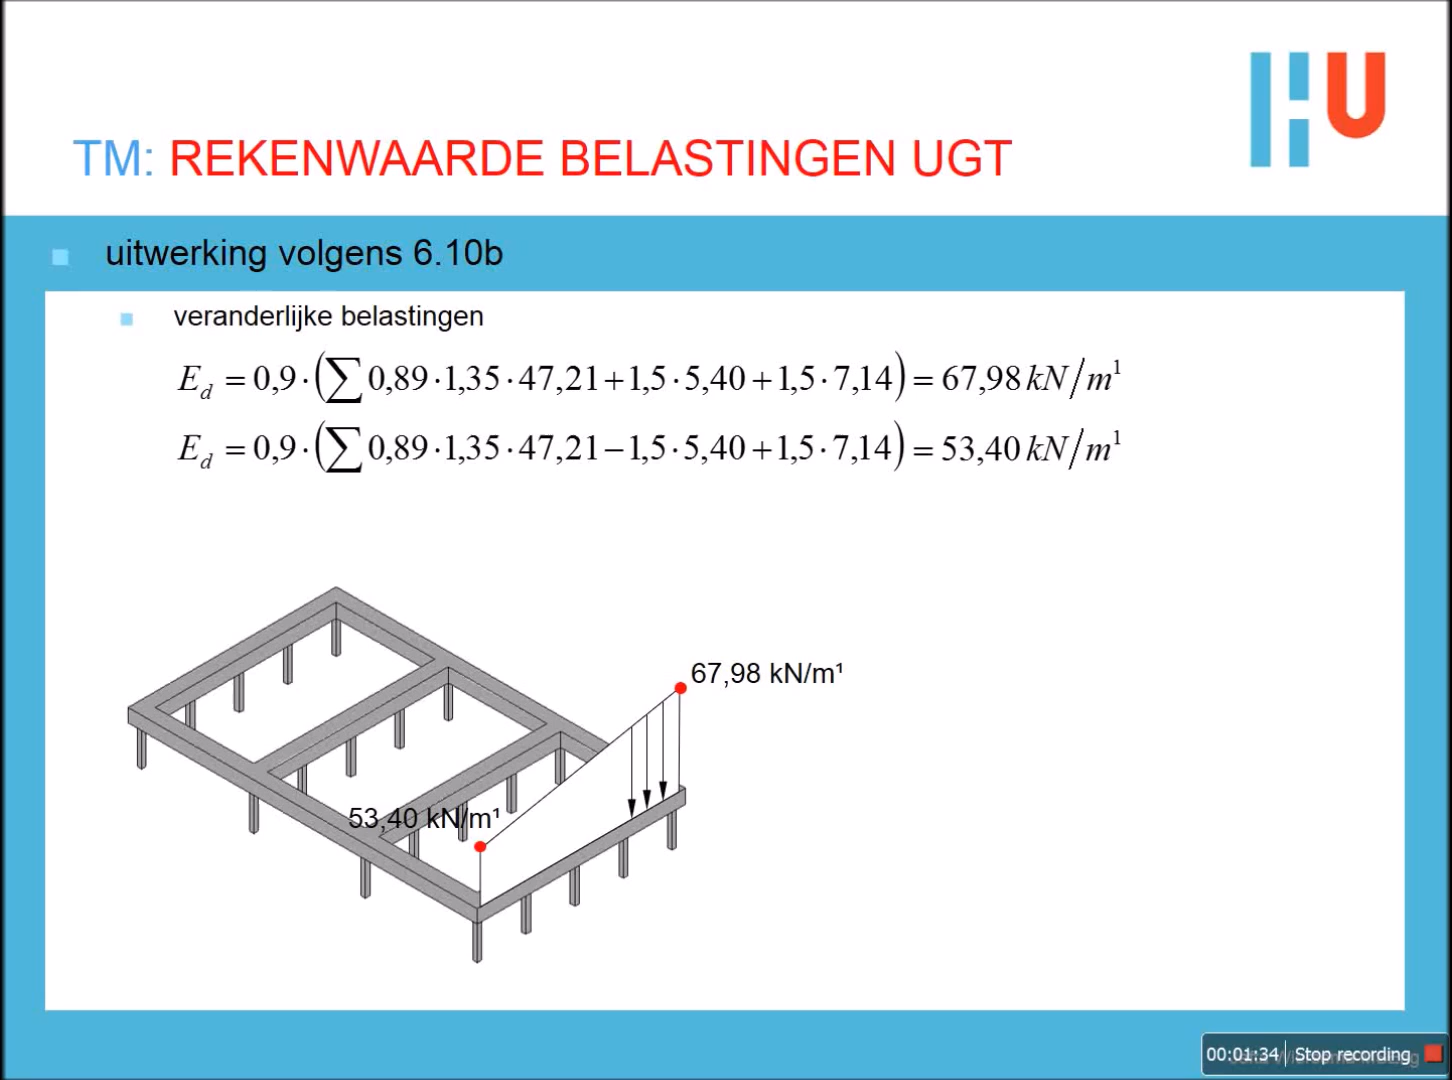 HU
TM: REKENWAARDE BELASTINGEN UGT
uitwerking volgens 6.10b
veranderlijke belastingen
E_d = 0,9·(∑ 0,89·1,35·47,21+1,5·5,40+1,5·7,14) = 67,98 kN/m¹
E_d = 0,9·(∑ 0,89·1,35·47,21−1,5·5,40+1,5·7,14) = 53,40 kN/m¹
67,98 kN/m¹
53,40 kN/m¹
00:01:34 Stop recording